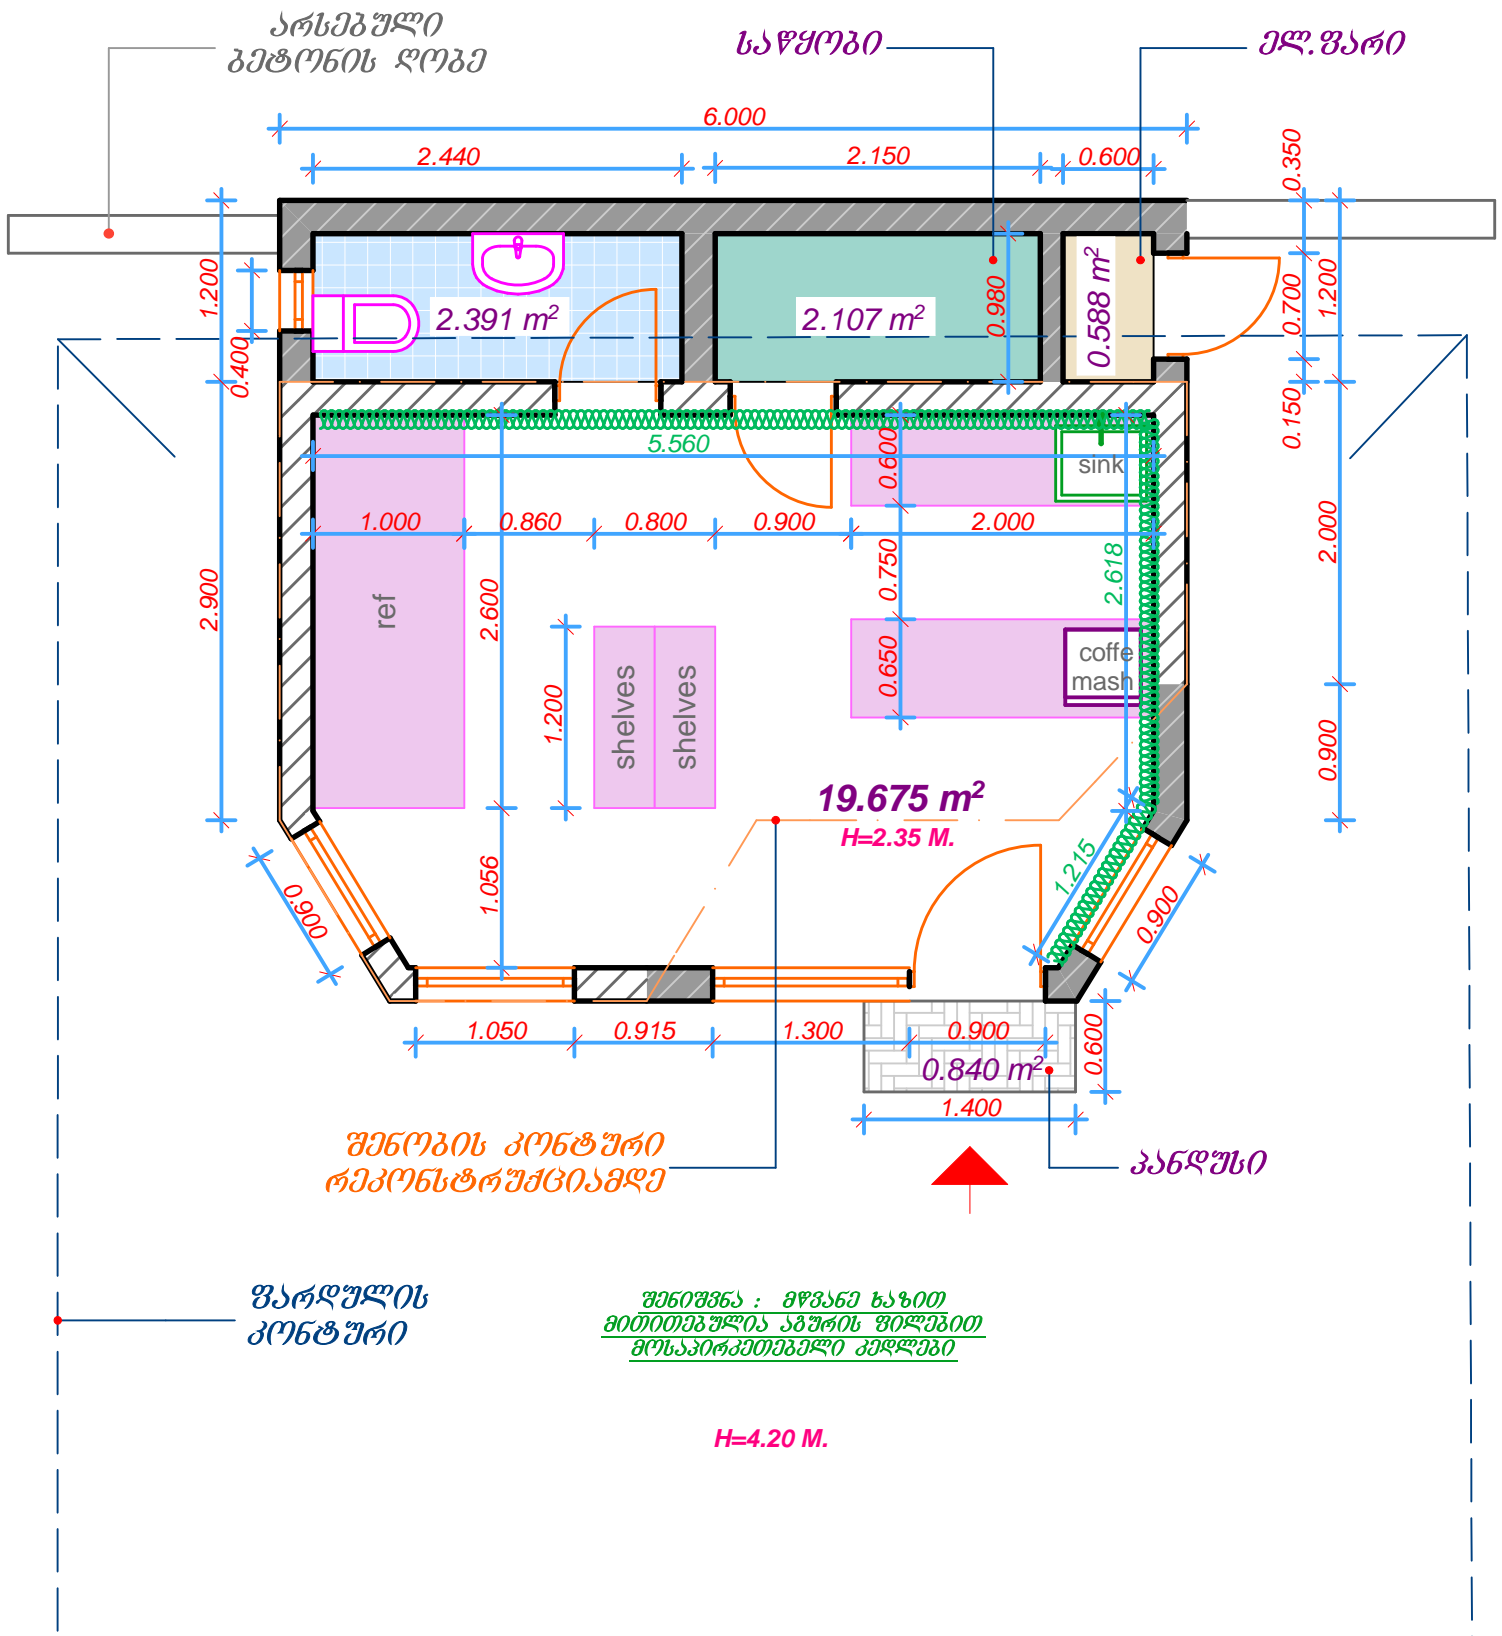 არსებული
ბეტონის ღობე
საწყობი
ელ.ფარი
6.000
2.440
2.150
0.600
0.350
1.200
0.400
2.391 m²
2.107 m²
0.980
0.588 m²
0.700
1.200
0.150
5.560
0.600
sink
1.000
0.860
0.800
0.900
2.000
2.900
ref
2.600
0.750
2.618
2.000
1.200
shelves
shelves
0.650
coffe
mash
0.900
19.675 m²
H=2.35 M.
1.056
1.215
0.900
0.900
1.050
0.915
1.300
0.900
0.600
0.840 m²
1.400
შენობის კონტური
რეკონსტრუქციამდე
პანდუსი
ფარდულის
კონტური
შენიშვნა : მწვანე ხაზით
მითითებულია აგურის ფილებით
მოსაპირკეთებელი კედლები
H=4.20 M.